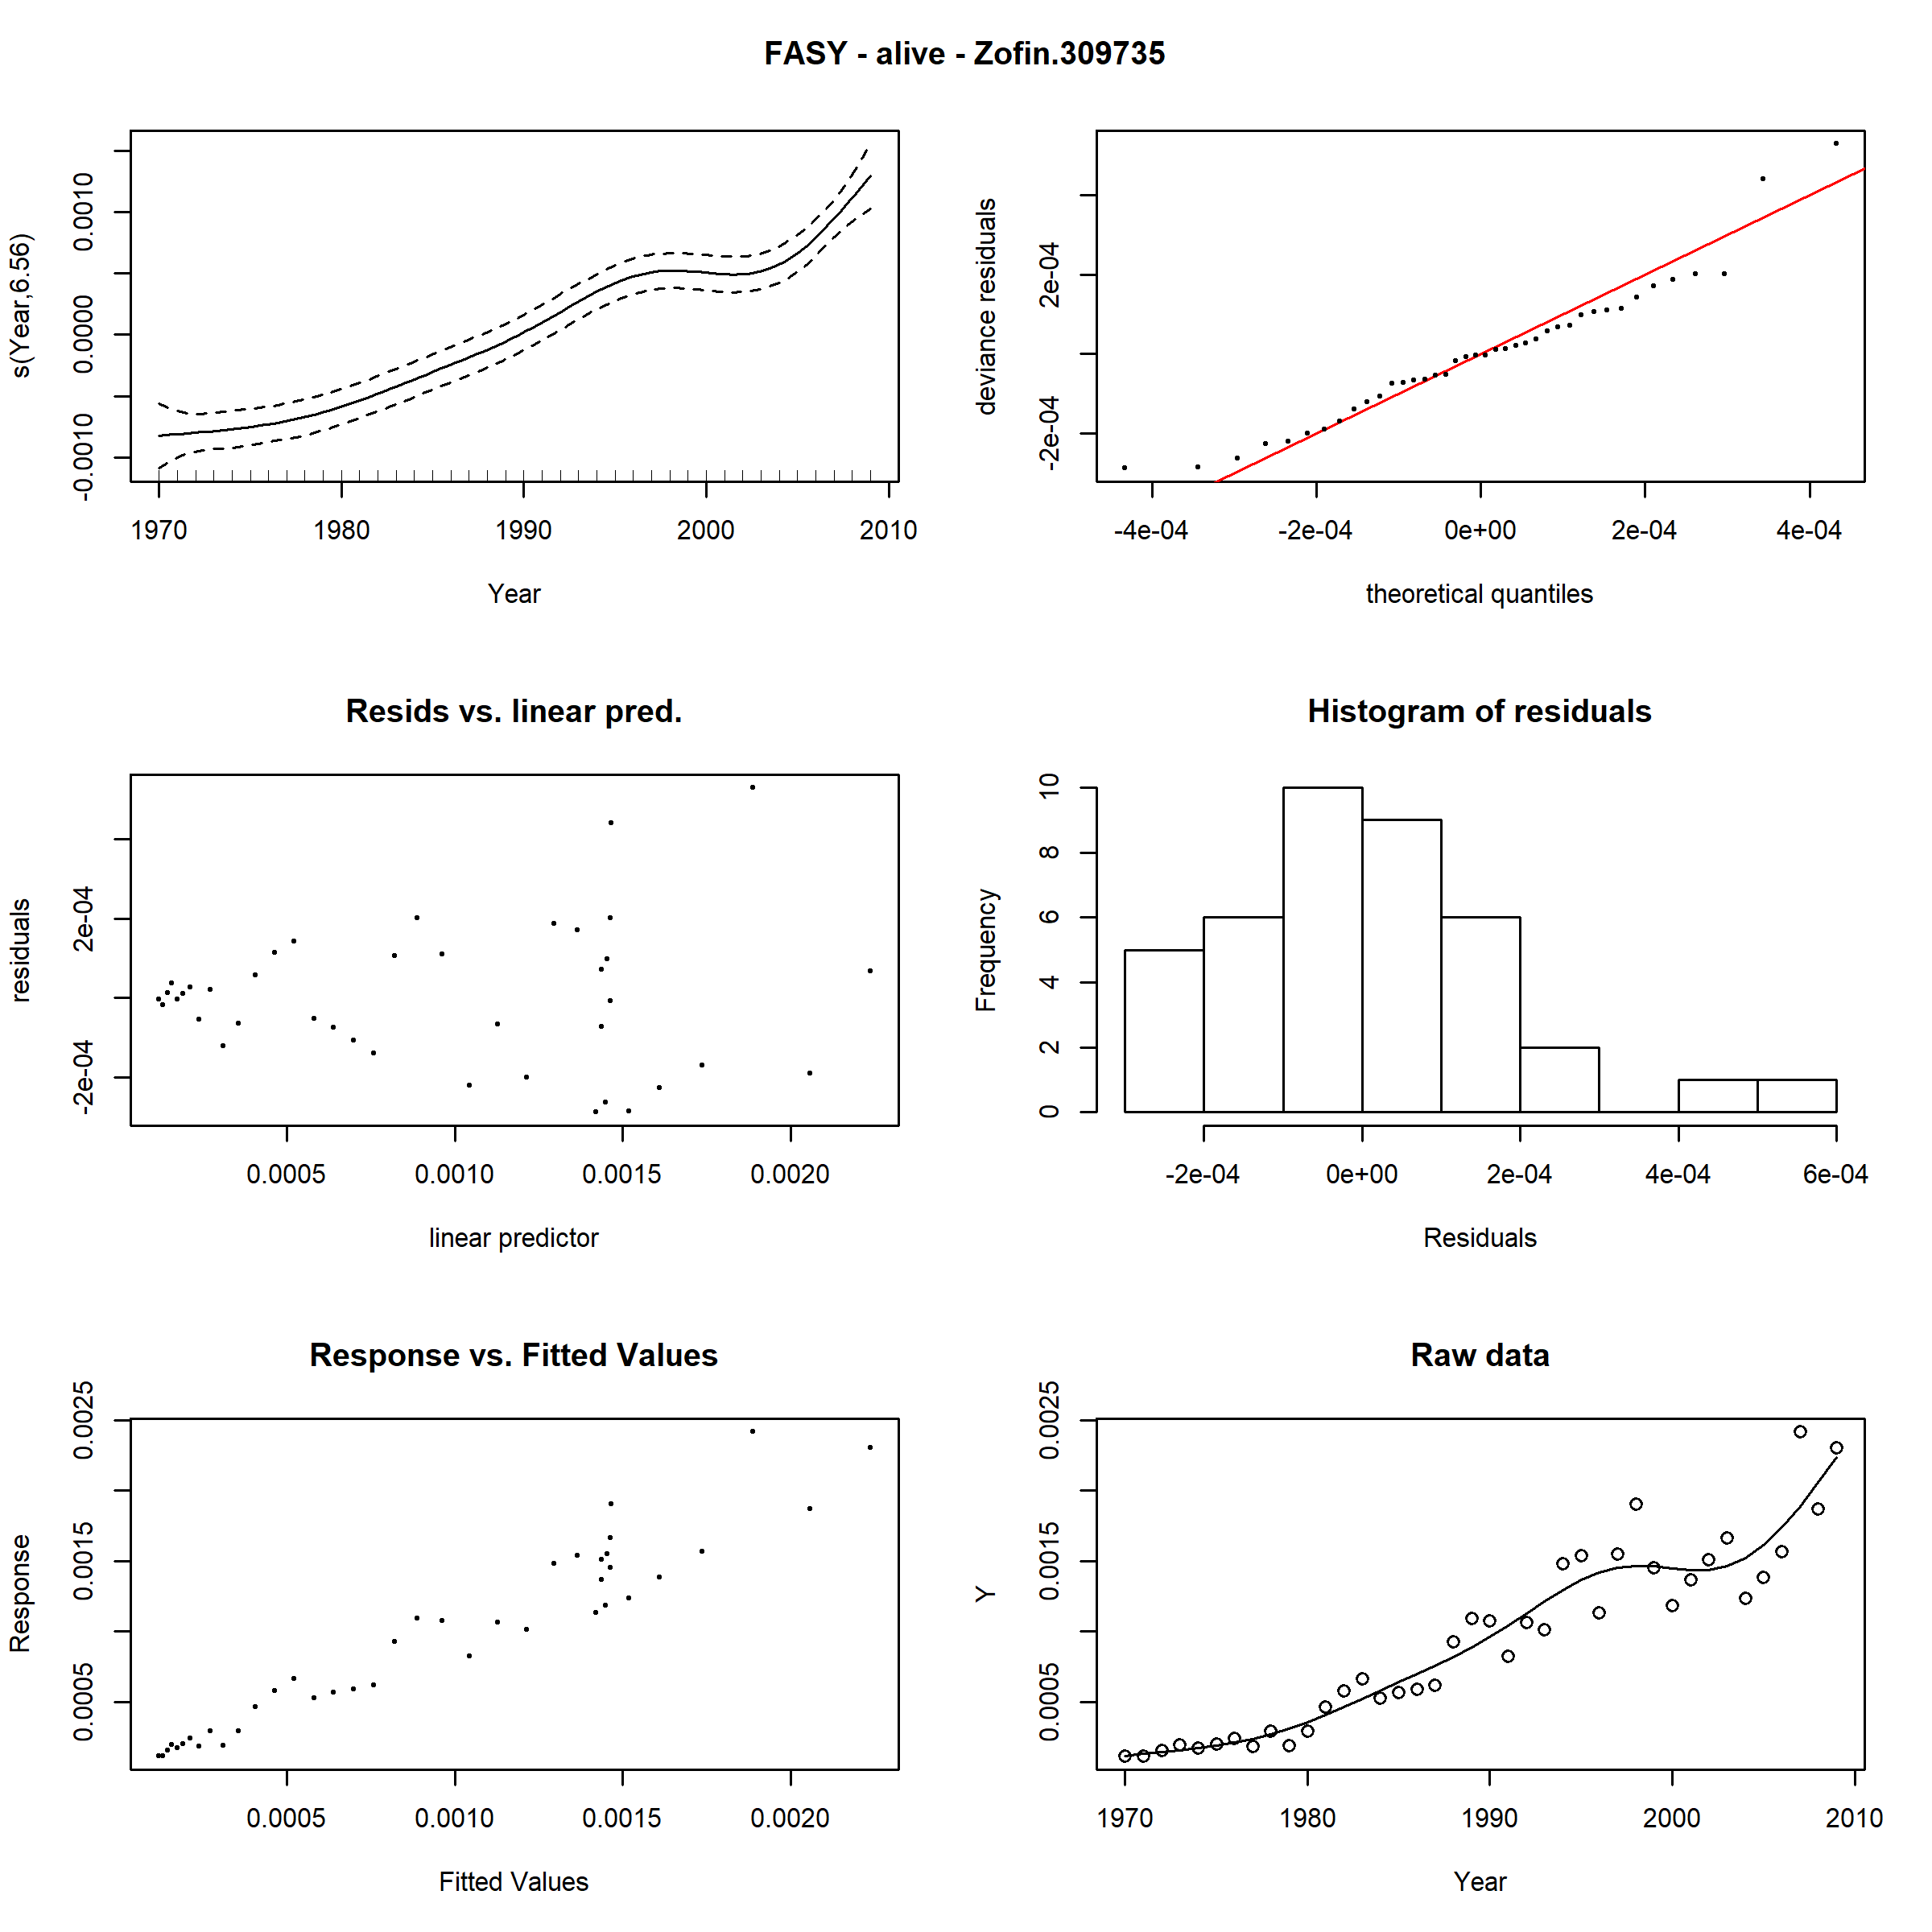 FASY - alive - Zofin.309735
s(Year,6.56)
-0.0010 0.0000 0.0010
1970 1980 1990 2000 2010
Year
deviance residuals
-2e-04 2e-04
-4e-04 -2e-04 0e+00 2e-04 4e-04
theoretical quantiles
Resids vs. linear pred.
residuals
-2e-04 2e-04
0.0005 0.0010 0.0015 0.0020
linear predictor
Histogram of residuals
Frequency
0 2 4 6 8 10
-2e-04 0e+00 2e-04 4e-04 6e-04
Residuals
Response vs. Fitted Values
Response
0.0005 0.0015 0.0025
0.0005 0.0010 0.0015 0.0020
Fitted Values
Raw data
Y
0.0005 0.0015 0.0025
1970 1980 1990 2000 2010
Year